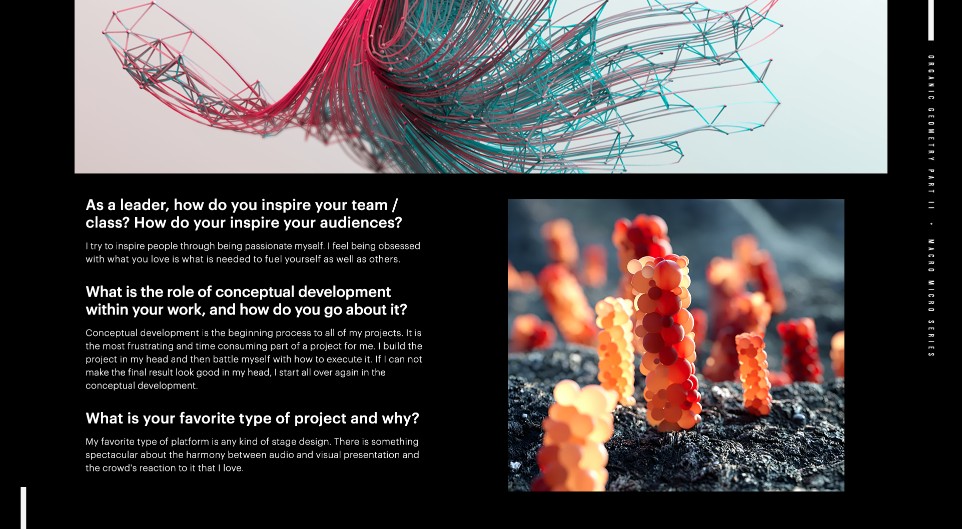 As a leader, how do you inspire your team /
class? How do your inspire your audiences?
I try to inspire people through being passionate myself. I feel being obsessed
with what you love is what is needed to fuel yourself as well as others.
What is the role of conceptual development
within your work, and how do you go about it?
Conceptual development is the beginning process to all of my projects. It is
the most frustrating and time consuming part of a project for me. I build the
project in my head and then battle myself with how to execute it. If I can not
make the final result look good in my head, I start all over again in the
conceptual development.
What is your favorite type of project and why?
My favorite type of platform is any kind of stage design. There is something
spectacular about the harmony between audio and visual presentation and
the crowd's reaction to it that I love.
ORGANIC GEOMETRY PART II • MACRO MICRO SERIES